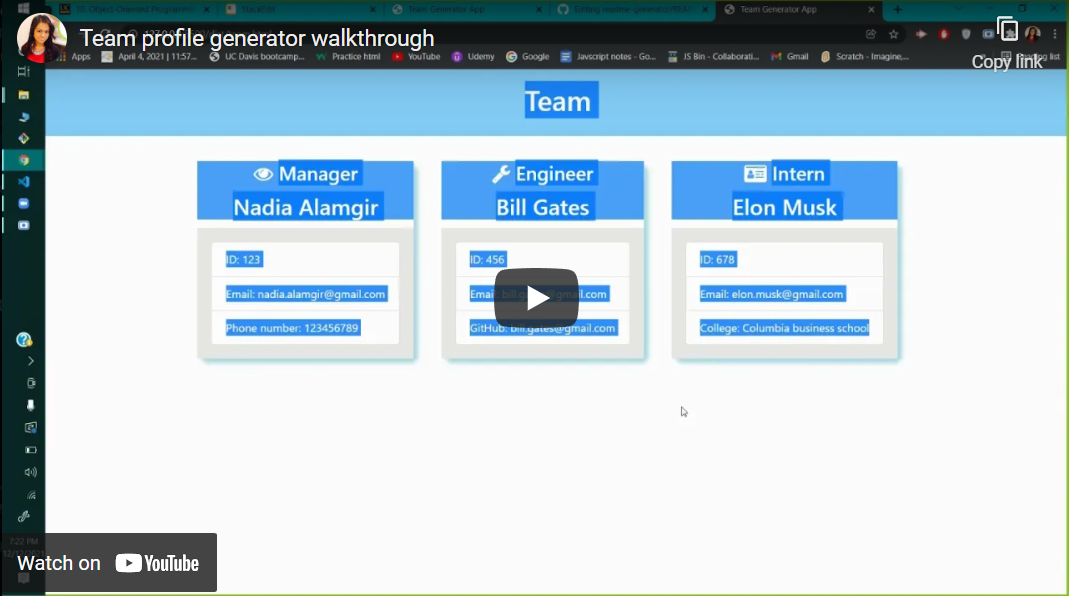 Team profile generator walkthrough
Copy link
Team Generator App
Team Generator App
Apps
April 4, 2021 | 11:57...
UC Davis bootcamp...
Practice html
YouTube
Udemy
Google
Javscript notes - Go...
JS Bin - Collaborati...
Gmail
Scratch - Imagine,...
Team
Manager
Nadia Alamgir
ID: 123
Email: nadia.alamgir@gmail.com
Phone number: 123456789
Engineer
Bill Gates
ID: 456
Email: bill.gates@gmail.com
GitHub: bill.gates@gmail.com
Intern
Elon Musk
ID: 678
Email: elon.musk@gmail.com
College: Columbia business school
7:22 PM
Watch on YouTube